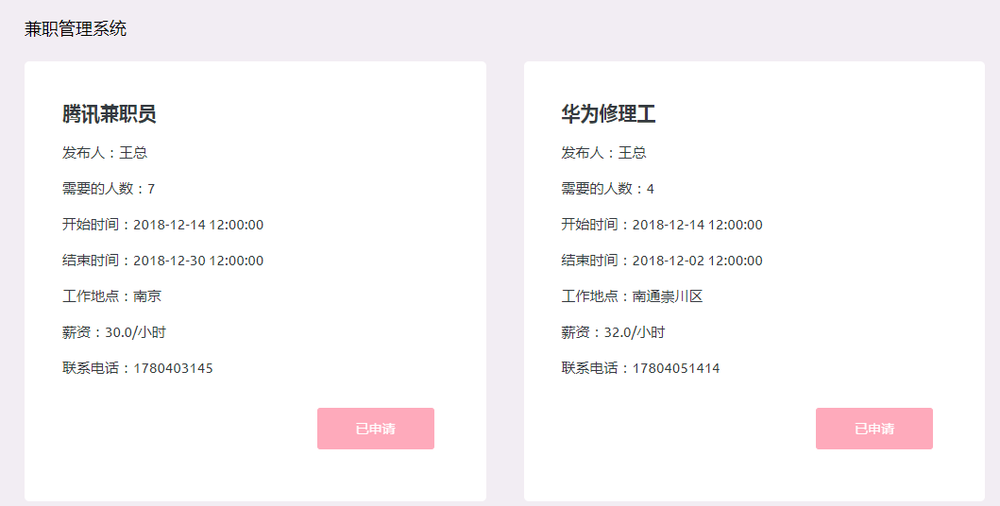 兼职管理系统
腾讯兼职员
发布人：王总
需要的人数：7
开始时间：2018-12-14 12:00:00
结束时间：2018-12-30 12:00:00
工作地点：南京
薪资：30.0/小时
联系电话：1780403145
已申请
华为修理工
发布人：王总
需要的人数：4
开始时间：2018-12-14 12:00:00
结束时间：2018-12-02 12:00:00
工作地点：南通崇川区
薪资：32.0/小时
联系电话：17804051414
已申请